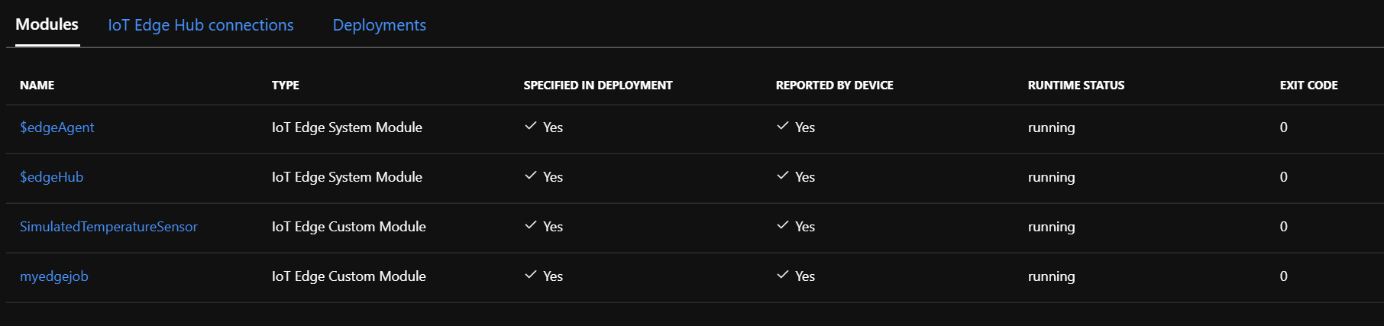 Modules IoT Edge Hub connections Deployments
NAME TYPE SPECIFIED IN DEPLOYMENT REPORTED BY DEVICE RUNTIME STATUS EXIT CODE
$edgeAgent IoT Edge System Module Yes Yes running 0
$edgeHub IoT Edge System Module Yes Yes running 0
SimulatedTemperatureSensor IoT Edge Custom Module Yes Yes running 0
myedgejob IoT Edge Custom Module Yes Yes running 0